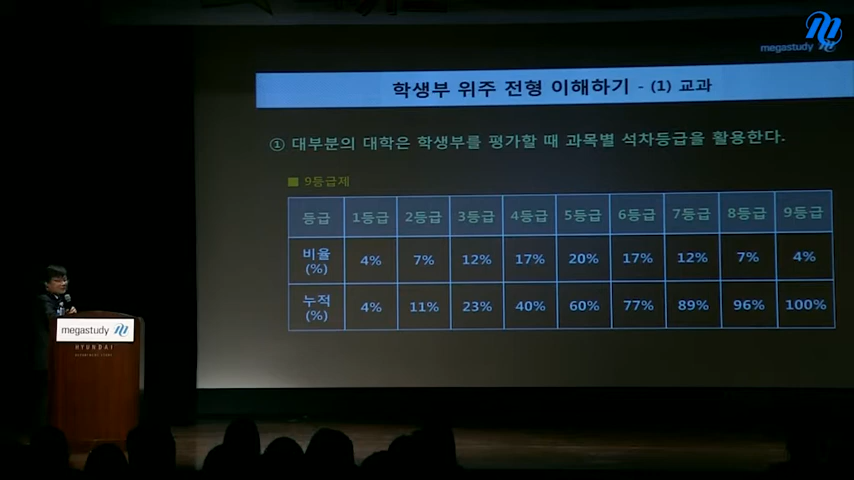 megastudy
학생부 위주 전형 이해하기 - (1) 교과
① 대부분의 대학은 학생부를 평가할 때 과목별 석차등급을 활용한다.
■ 9등급제
등급 1등급 2등급 3등급 4등급 5등급 6등급 7등급 8등급 9등급
비율 (%) 4% 7% 12% 17% 20% 17% 12% 7% 4%
누적 (%) 4% 11% 23% 40% 60% 77% 89% 96% 100%
megastudy
HYUNDAI